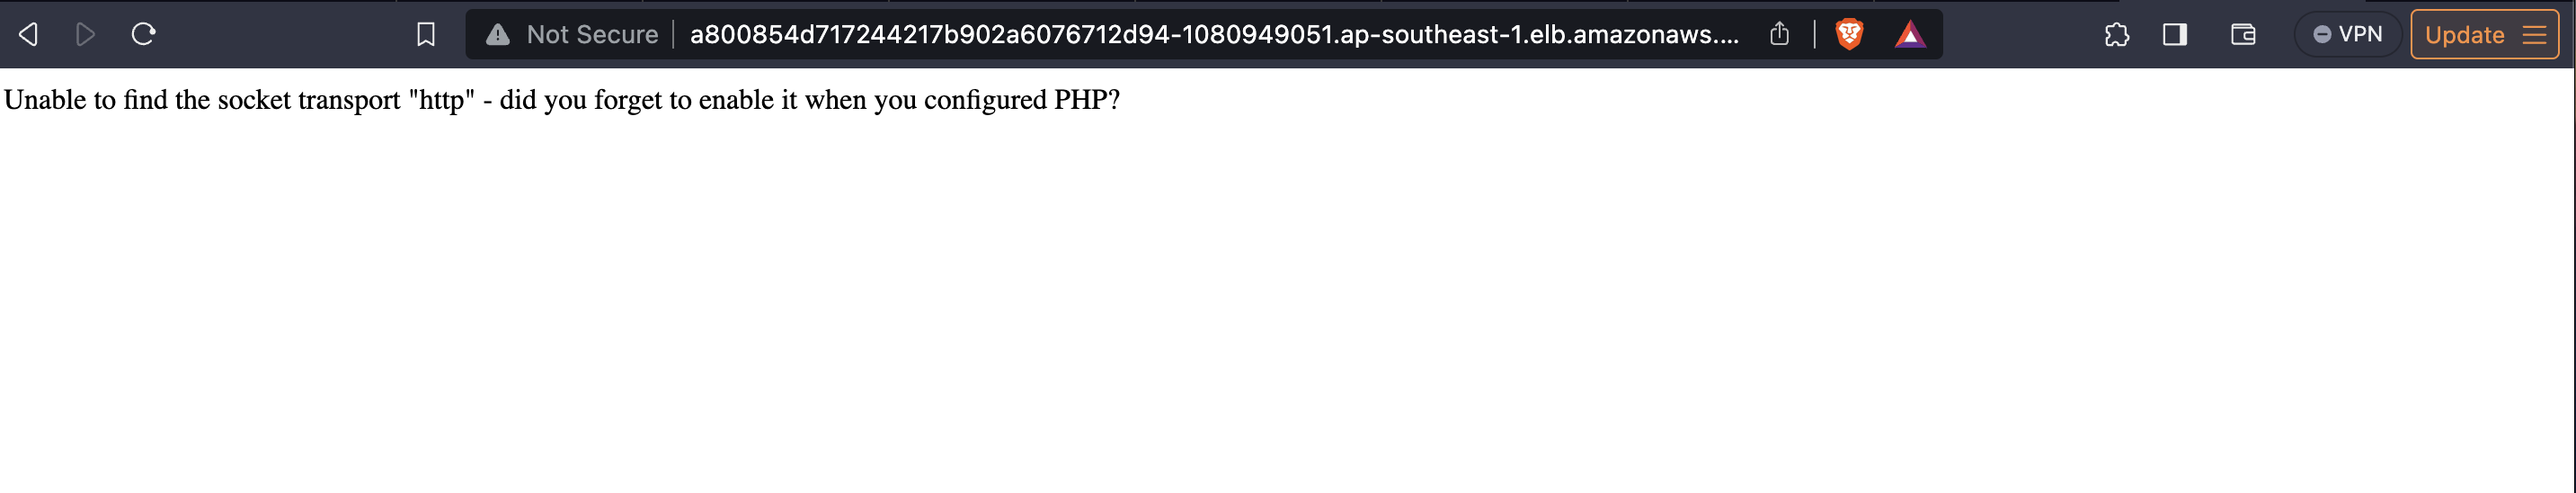 Not Secure a800854d717244217b902a6076712d94-1080949051.ap-southeast-1.elb.amazonaws.... VPN Update
Unable to find the socket transport "http" - did you forget to enable it when you configured PHP?